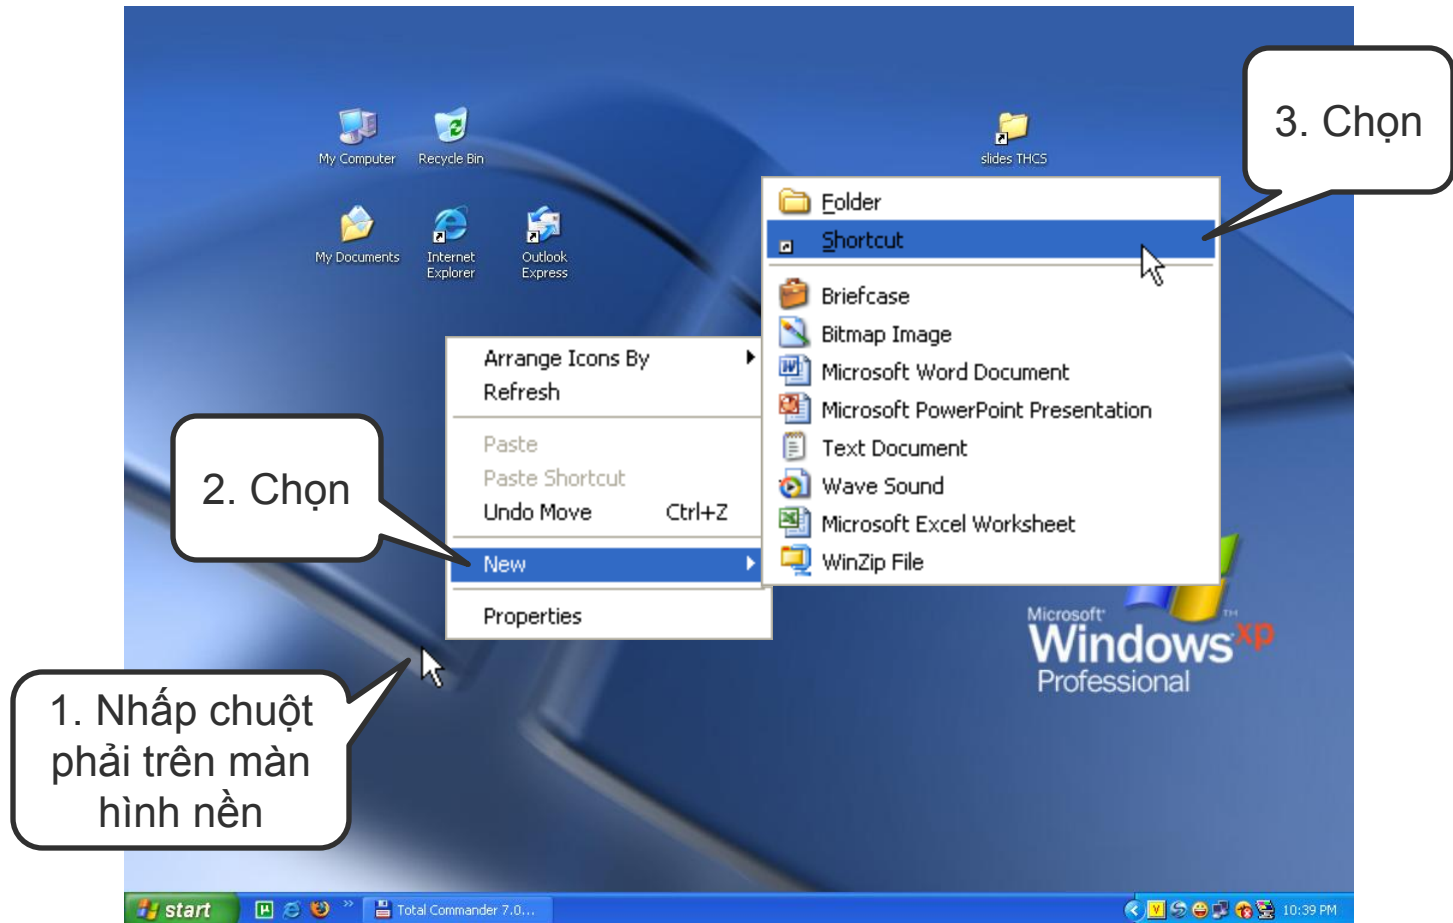 My Computer
Recycle Bin
slides THCS
3. Chọn
My Documents
Internet
Explorer
Outlook
Express
Folder
Shortcut
Briefcase
Bitmap Image
Microsoft Word Document
Microsoft PowerPoint Presentation
Text Document
Wave Sound
Microsoft Excel Worksheet
WinZip File
Arrange Icons By
Refresh
Paste
Paste Shortcut
Undo Move Ctrl+Z
New
Properties
2. Chọn
1. Nhấp chuột
phải trên màn
hình nền
Microsoft
Windows xp
Professional
start
Total Commander 7.0...
10:39 PM